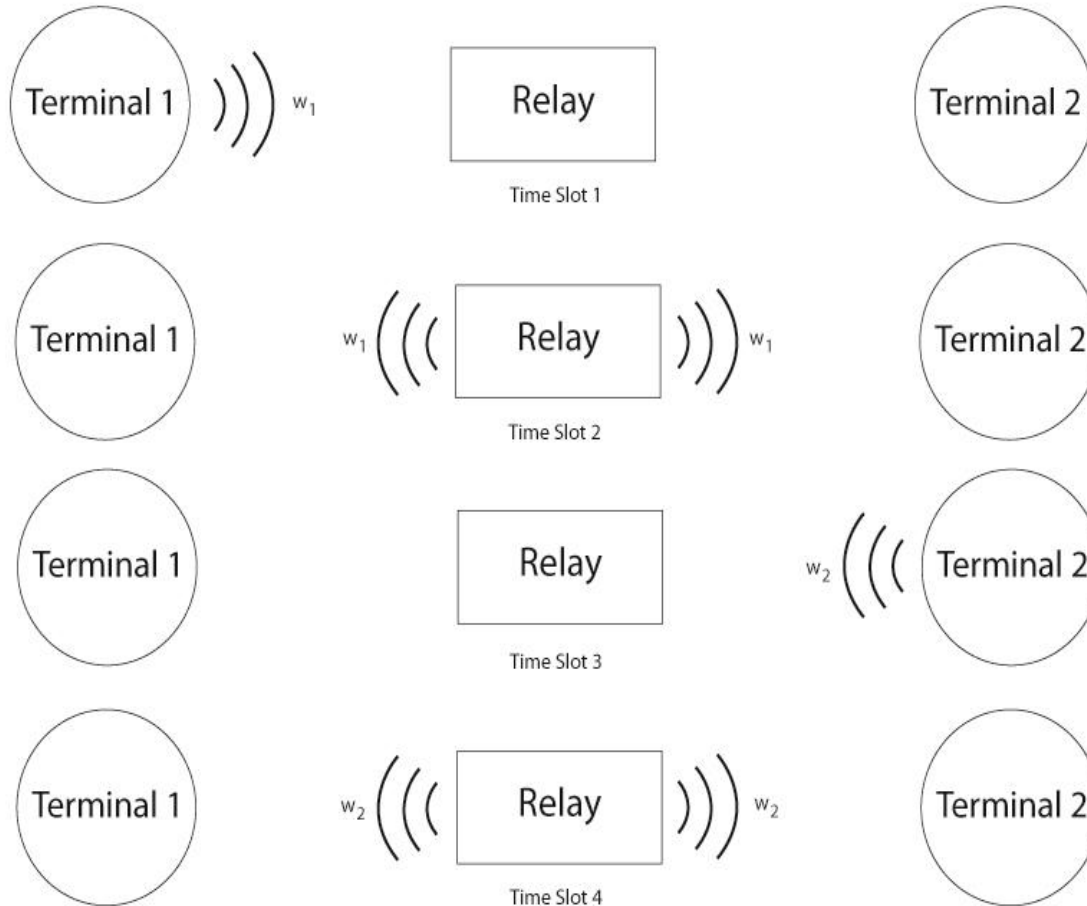 Terminal 1
w1
Relay
Terminal 2
Time Slot 1
Terminal 1
w1
Relay
w1
Terminal 2
Time Slot 2
Terminal 1
Relay
w2
Terminal 2
Time Slot 3
Terminal 1
w2
Relay
w2
Terminal 2
Time Slot 4